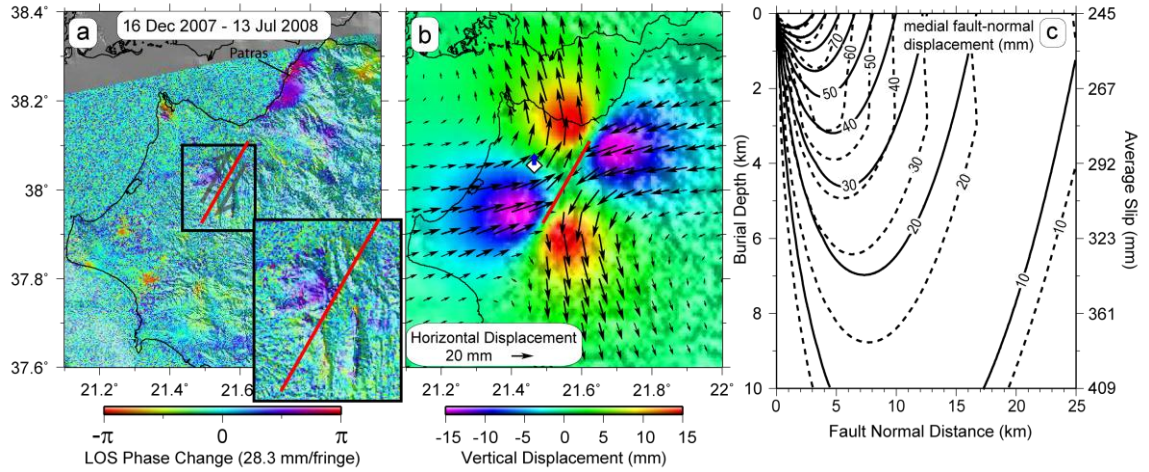 a
16 Dec 2007 - 13 Jul 2008
Patras
38.4˚
38.2˚
38˚
37.8˚
37.6˚
21.2˚ 21.4˚ 21.6˚
-π 0 π
LOS Phase Change (28.3 mm/fringe)
b
Horizontal Displacement
20 mm
21.2˚ 21.4˚ 21.6˚ 21.8˚ 22˚
-15 -10 -5 0 5 10 15
Vertical Displacement (mm)
c
medial fault-normal
displacement (mm)
Burial Depth (km)
0
2
4
6
8
10
70
60
50
50
40
40
30
30
20
20
10
10
0 5 10 15 20 25
Fault Normal Distance (km)
245
267
292
323
361
409
Average Slip (mm)